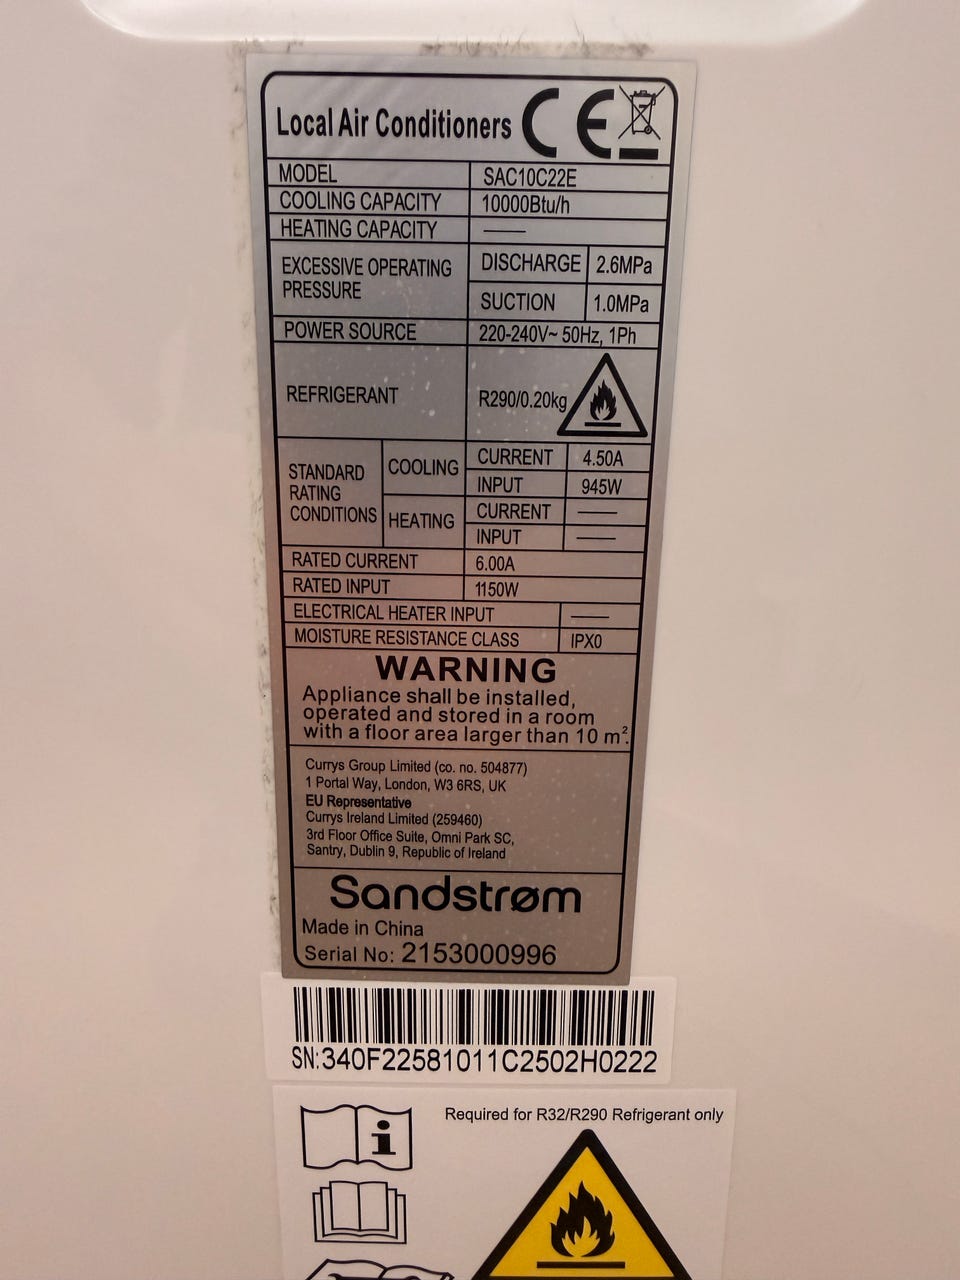 Local Air Conditioners CE
MODEL SAC10C22E
COOLING CAPACITY 10000Btu/h
HEATING CAPACITY ——
EXCESSIVE OPERATING PRESSURE DISCHARGE 2.6MPa
SUCTION 1.0MPa
POWER SOURCE 220-240V~ 50Hz, 1Ph
REFRIGERANT R290/0.20kg
STANDARD RATING CONDITIONS COOLING CURRENT 4.50A
INPUT 945W
HEATING CURRENT ——
INPUT ——
RATED CURRENT 6.00A
RATED INPUT 1150W
ELECTRICAL HEATER INPUT ——
MOISTURE RESISTANCE CLASS IPX0
WARNING
Appliance shall be installed,
operated and stored in a room
with a floor area larger than 10 m².
Currys Group Limited (co. no. 504877)
1 Portal Way, London, W3 6RS, UK
EU Representative
Currys Ireland Limited (259460)
3rd Floor Office Suite, Omni Park SC,
Santry, Dublin 9, Republic of Ireland
Sandstrøm
Made in China
Serial No: 2153000996
SN:340F22581011C2502H0222
Required for R32/R290 Refrigerant only